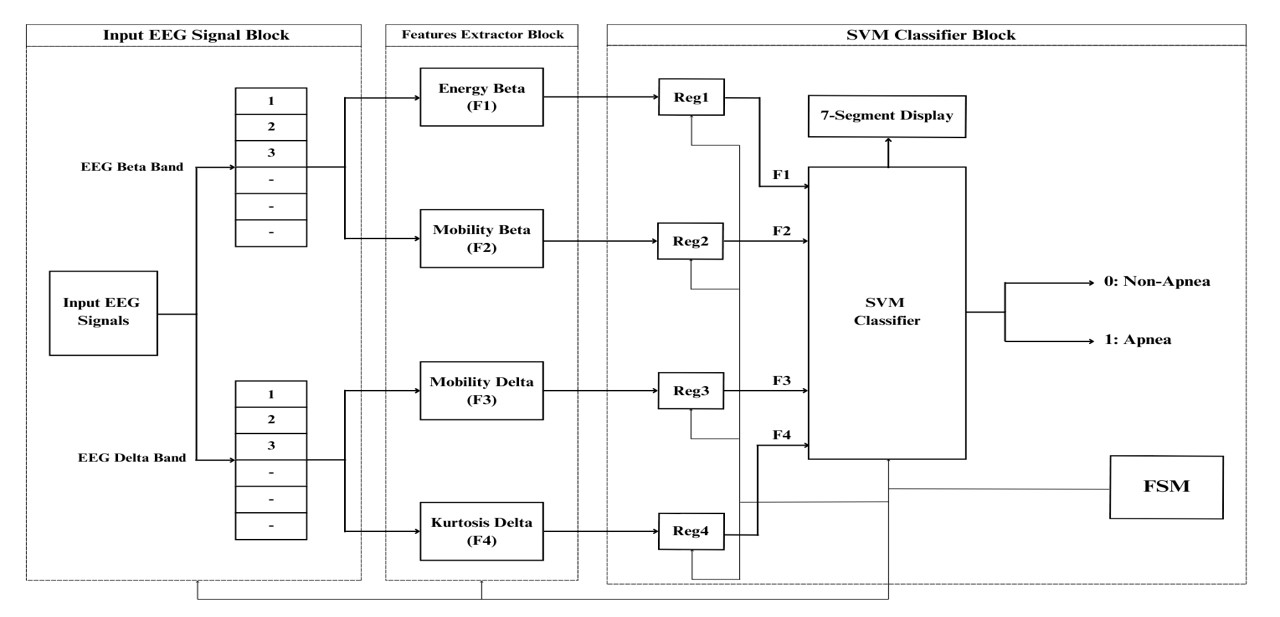 Input EEG Signal Block
Features Extractor Block
SVM Classifier Block
Input EEG
Signals
EEG Beta Band
1
2
3
-
-
-
EEG Delta Band
1
2
3
-
-
-
Energy Beta
(F1)
Mobility Beta
(F2)
Mobility Delta
(F3)
Kurtosis Delta
(F4)
Reg1
Reg2
Reg3
Reg4
F1
F2
F3
F4
7-Segment Display
SVM
Classifier
0: Non-Apnea
1: Apnea
FSM